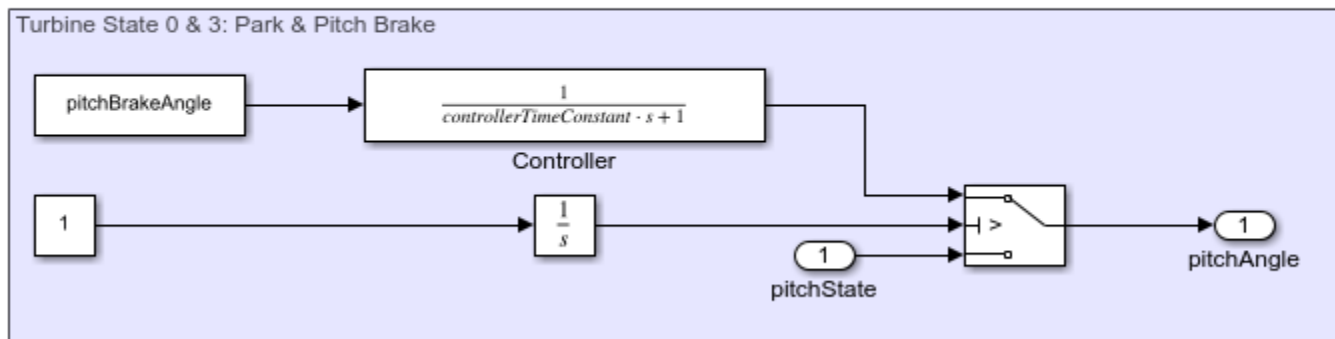 Turbine State 0 & 3: Park & Pitch Brake
pitchBrakeAngle
1
controllerTimeConstant · s + 1
Controller
1
1
s
>
1
pitchState
1
pitchAngle